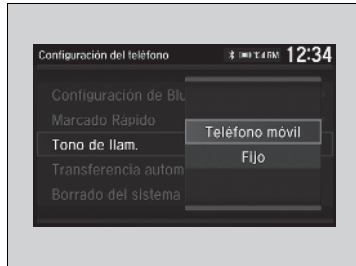 Configuración del teléfono 12:34
Configuración de Blu
Marcado Rápido
Tono de llam.
Transferencia autom
Borrado del sistema
Teléfono móvil
Fijo